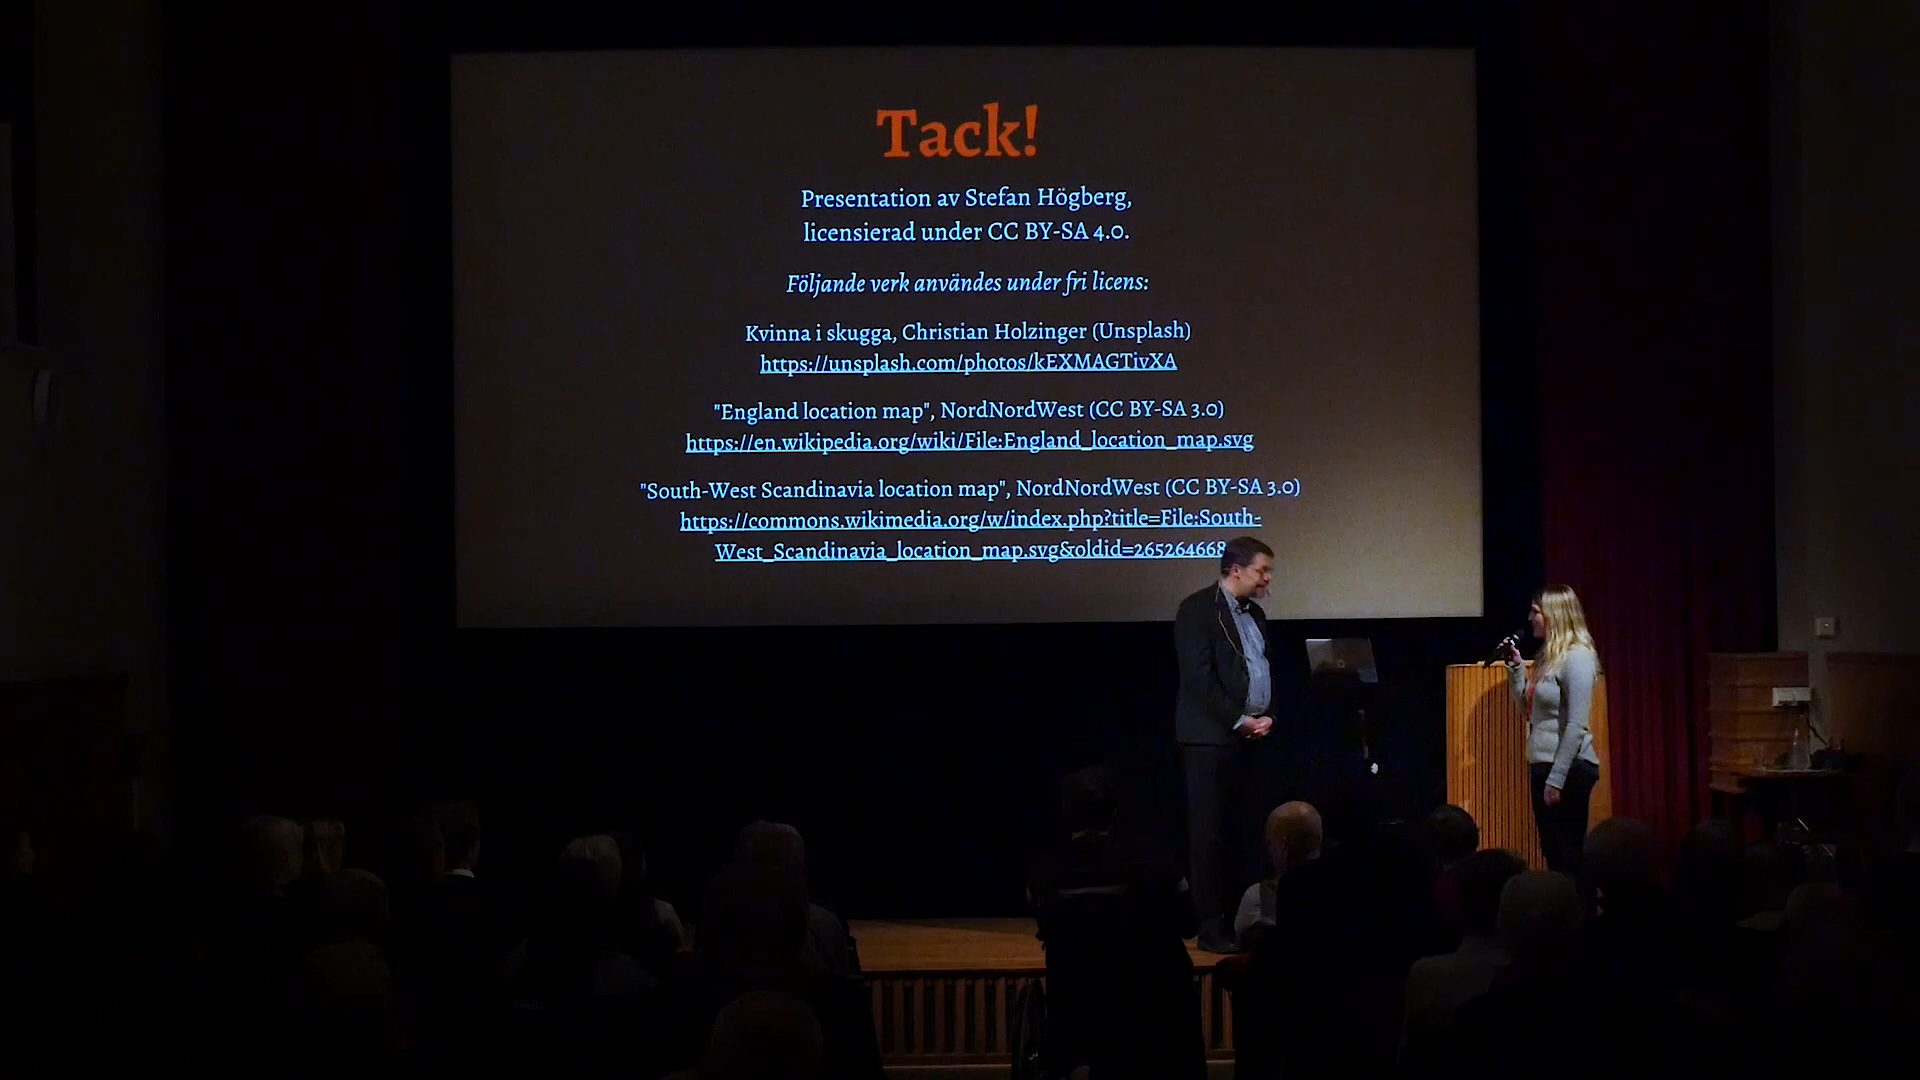 Tack!
Presentation av Stefan Högberg,
licensierad under CC BY-SA 4.0.
Följande verk användes under fri licens:
Kvinna i skugga, Christian Holzinger (Unsplash)
https://unsplash.com/photos/kEXMAGTivXA
"England location map", NordNordWest (CC BY-SA 3.0)
https://en.wikipedia.org/wiki/File:England_location_map.svg
"South-West Scandinavia location map", NordNordWest (CC BY-SA 3.0)
https://commons.wikimedia.org/w/index.php?title=File:South-
West_Scandinavia_location_map.svg&oldid=265264668